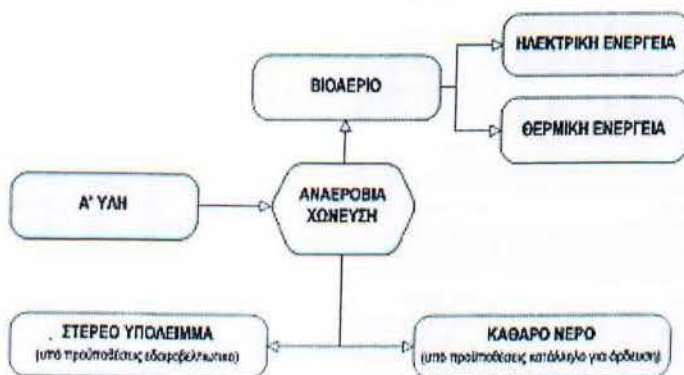 ΗΛΕΚΤΡΙΚΗ ΕΝΕΡΓΕΙΑ
ΒΙΟΑΕΡΙΟ
ΘΕΡΜΙΚΗ ΕΝΕΡΓΕΙΑ
Α' ΥΛΗ
ΑΝΑΕΡΟΒΙΑ
ΧΩΝΕΥΣΗ
ΣΤΕΡΕΟ ΥΠΟΛΕΙΜΜΑ
(υπό προϋποθέσεις εδαφοβελτιωτικο)
ΚΑΘΑΡΟ ΝΕΡΟ
(υπό προϋποθέσεις κατάλληλο για άρδευση)